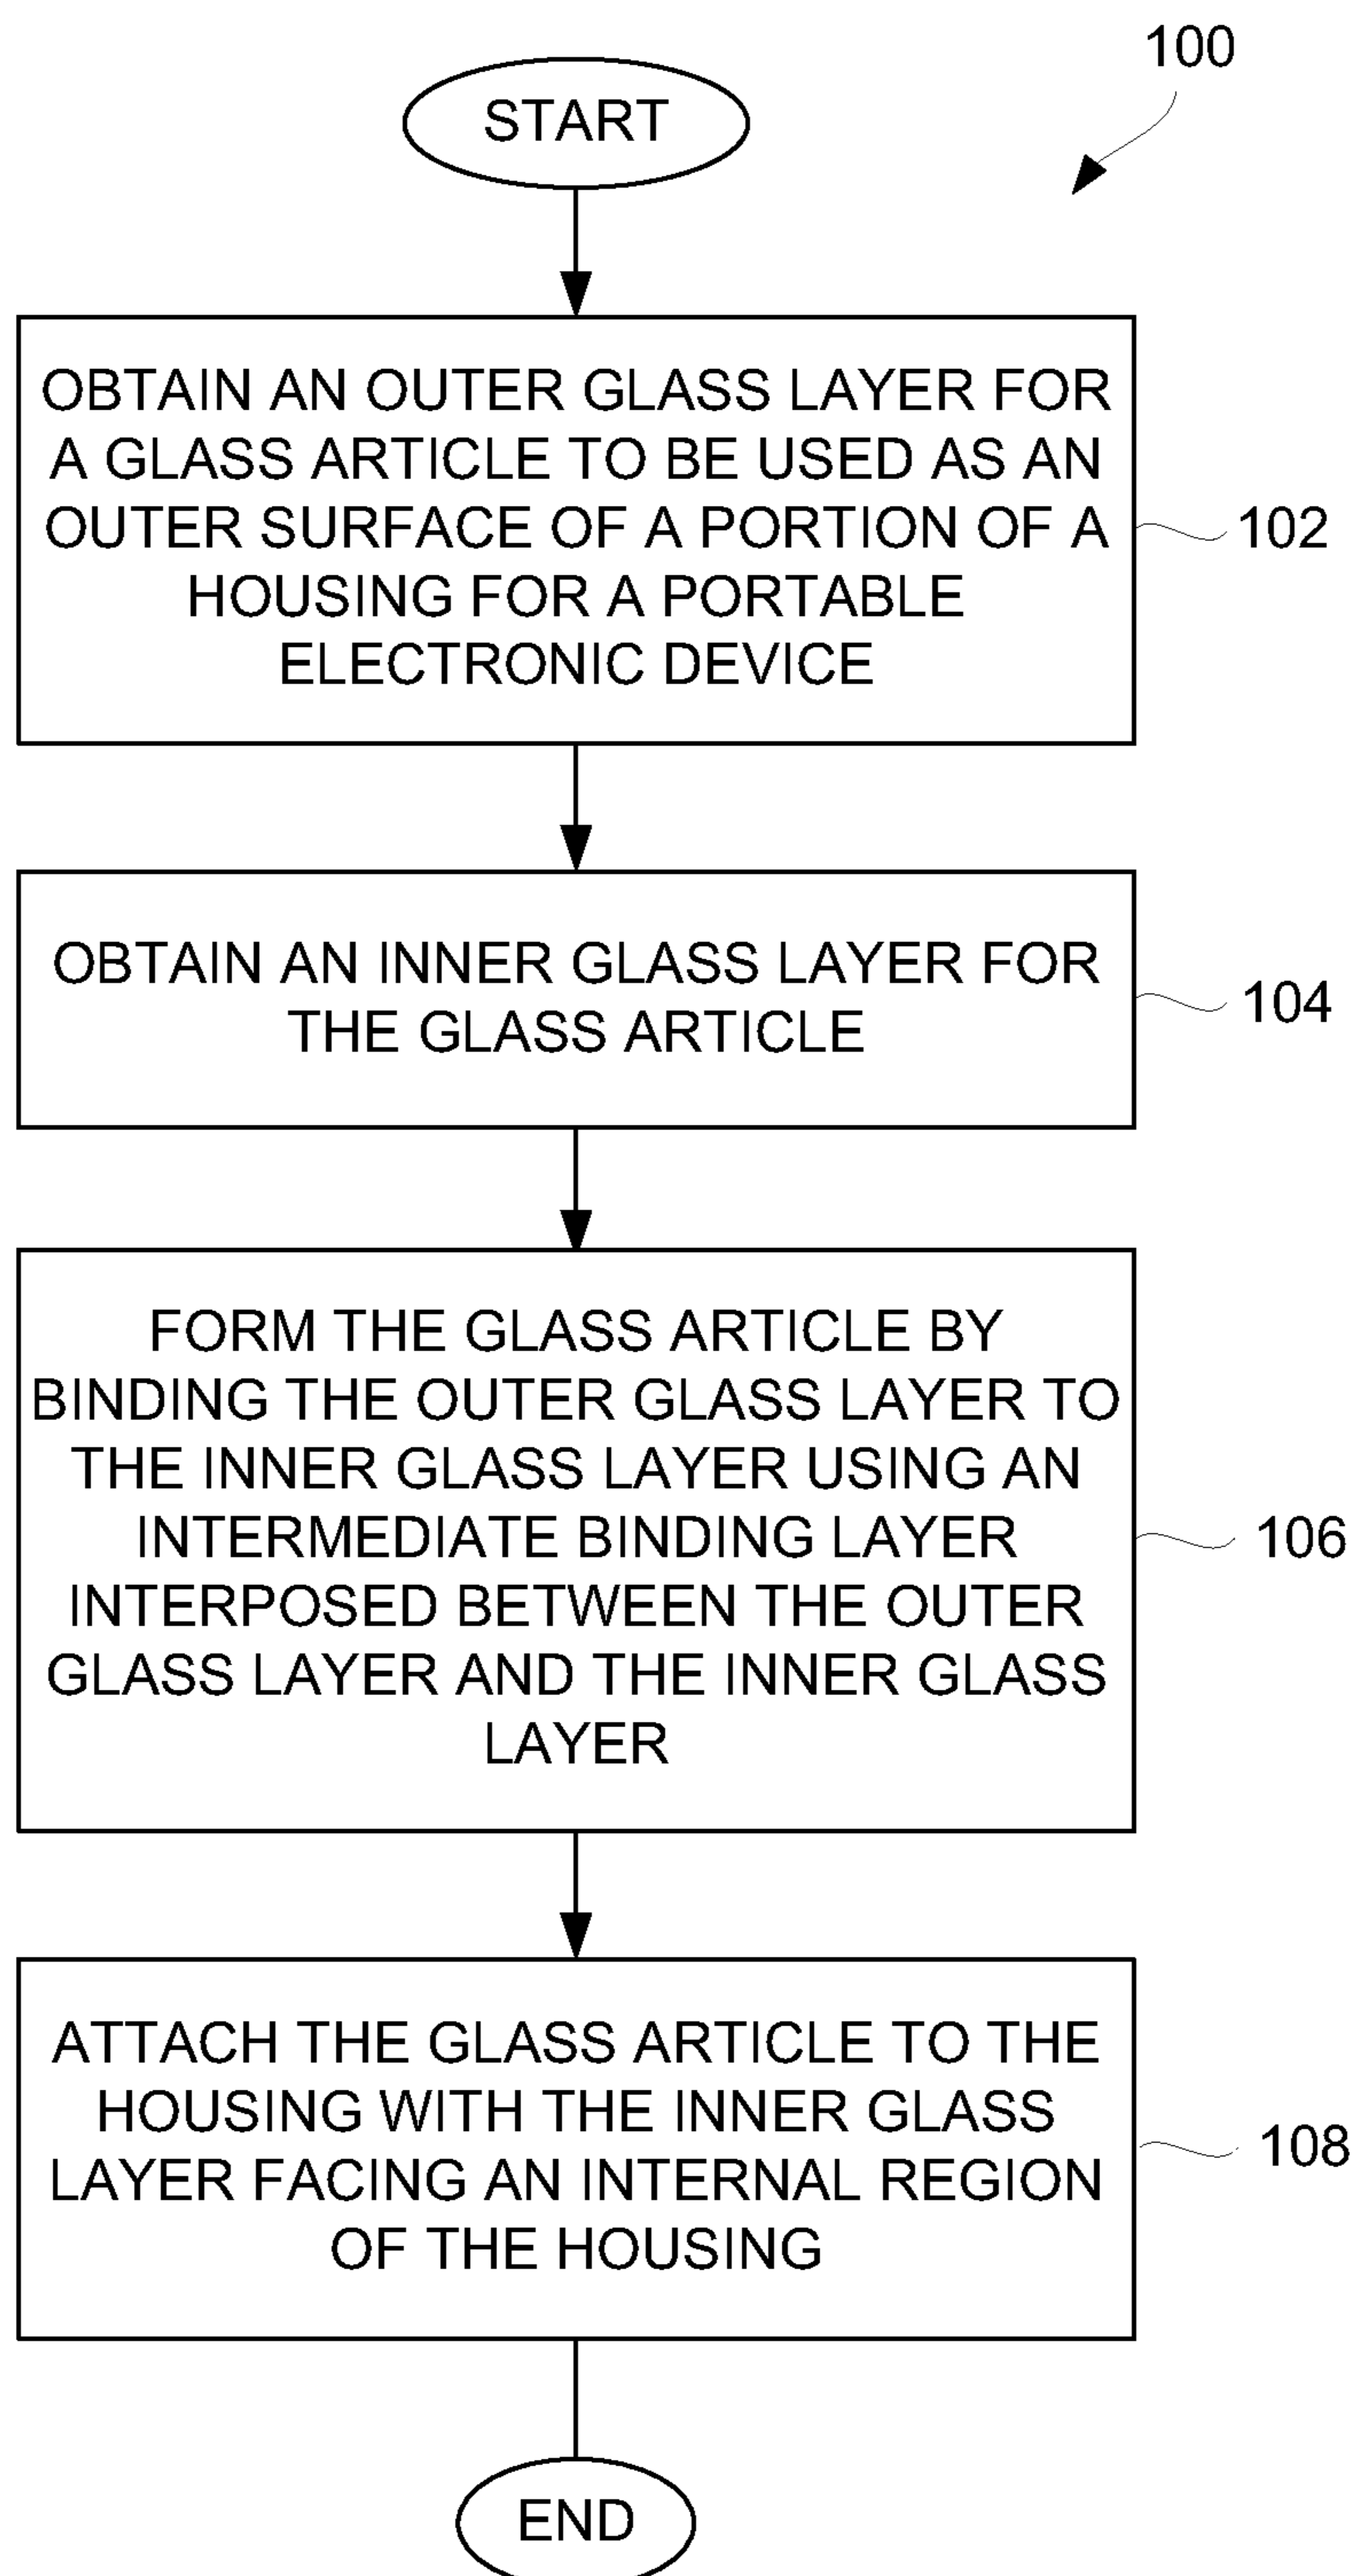 100
START
OBTAIN AN OUTER GLASS LAYER FOR
A GLASS ARTICLE TO BE USED AS AN
OUTER SURFACE OF A PORTION OF A
HOUSING FOR A PORTABLE
ELECTRONIC DEVICE
102
OBTAIN AN INNER GLASS LAYER FOR
THE GLASS ARTICLE
104
FORM THE GLASS ARTICLE BY
BINDING THE OUTER GLASS LAYER TO
THE INNER GLASS LAYER USING AN
INTERMEDIATE BINDING LAYER
INTERPOSED BETWEEN THE OUTER
GLASS LAYER AND THE INNER GLASS
LAYER
106
ATTACH THE GLASS ARTICLE TO THE
HOUSING WITH THE INNER GLASS
LAYER FACING AN INTERNAL REGION
OF THE HOUSING
108
END